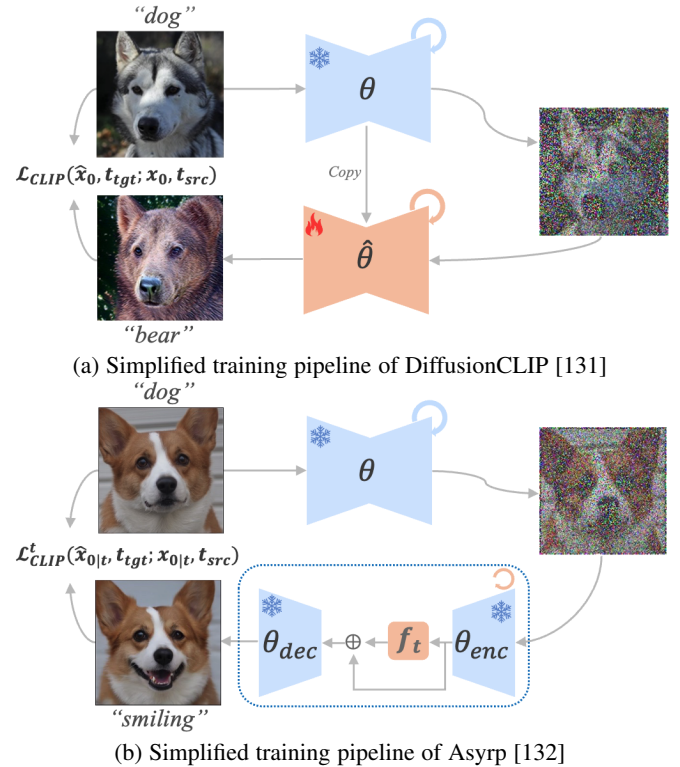 “dog”
θ
Copy
ℒ_CLIP(x̂_0, t_tgt; x_0, t_src)
θ̂
“bear”
(a) Simplified training pipeline of DiffusionCLIP [131]
“dog”
θ
ℒ^t_CLIP(x̂_0|t, t_tgt; x_0|t, t_src)
θ_dec ⊕ f_t θ_enc
“smiling”
(b) Simplified training pipeline of Asyrp [132]